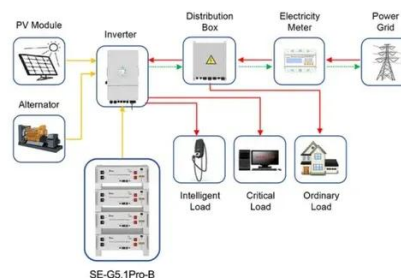 PV Module
Inverter
Distribution
Box
Electricity
Meter
Power
Grid
Alternator
Intelligent
Load
Critical
Load
Ordinary
Load
SE-G5.1Pro-B